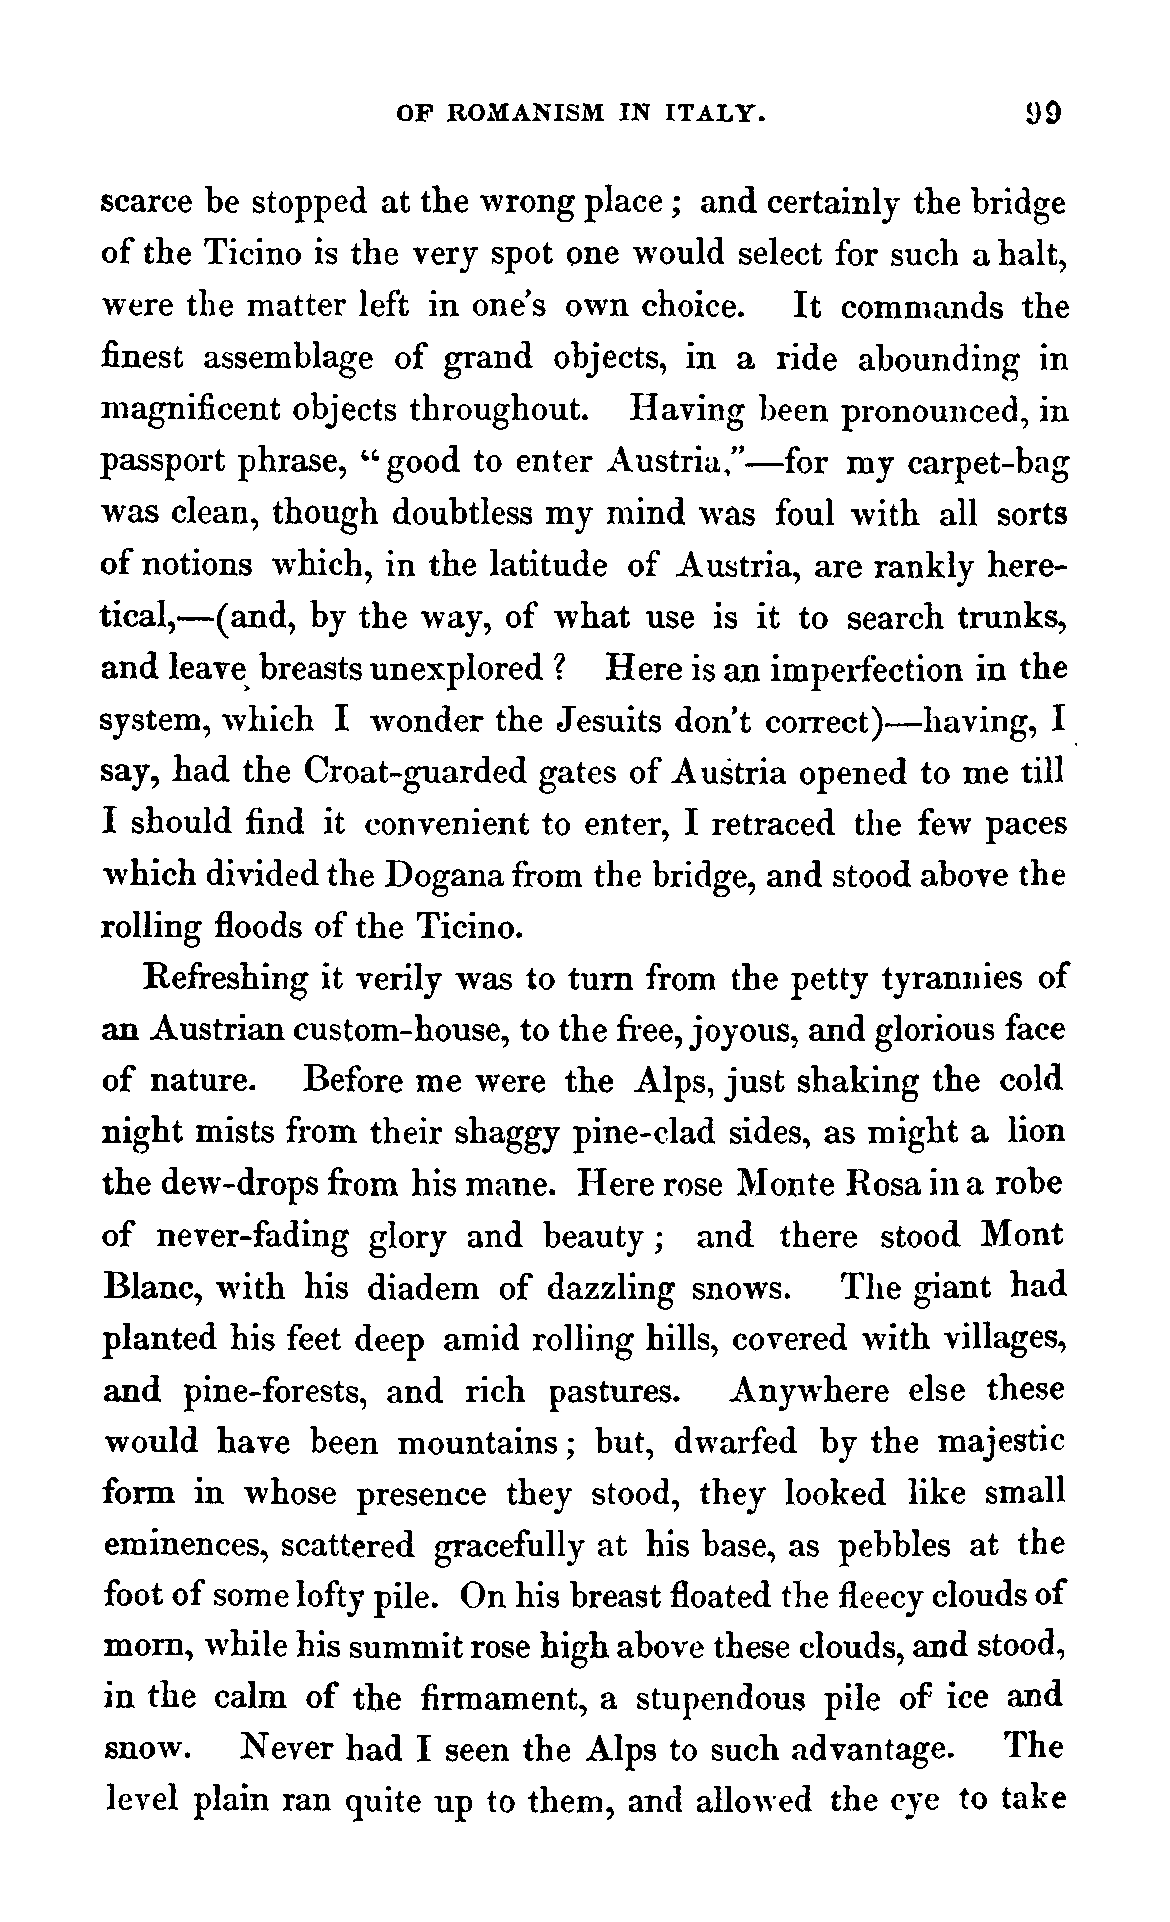 OF ROMANISM IN ITALY. 99
scarce be stopped at the wrong place ; and certainly the bridge
of the Ticino is the very spot one would select for such a halt,
were the matter left in one's own choice. It commands the
finest assemblage of grand objects, in a ride abounding in
magnificent objects throughout. Having been pronounced, in
passport phrase, “ good to enter Austria,”—for my carpet-bag
was clean, though doubtless my mind was foul with all sorts
of notions which, in the latitude of Austria, are rankly here-
tical,—(and, by the way, of what use is it to search trunks,
and leave breasts unexplored ? Here is an imperfection in the
system, which I wonder the Jesuits don't correct)—having, I
say, had the Croat-guarded gates of Austria opened to me till
I should find it convenient to enter, I retraced the few paces
which divided the Dogana from the bridge, and stood above the
rolling floods of the Ticino.
Refreshing it verily was to turn from the petty tyrannies of
an Austrian custom-house, to the free, joyous, and glorious face
of nature. Before me were the Alps, just shaking the cold
night mists from their shaggy pine-clad sides, as might a lion
the dew-drops from his mane. Here rose Monte Rosa in a robe
of never-fading glory and beauty ; and there stood Mont
Blanc, with his diadem of dazzling snows. The giant had
planted his feet deep amid rolling hills, covered with villages,
and pine-forests, and rich pastures. Anywhere else these
would have been mountains ; but, dwarfed by the majestic
form in whose presence they stood, they looked like small
eminences, scattered gracefully at his base, as pebbles at the
foot of some lofty pile. On his breast floated the fleecy clouds of
morn, while his summit rose high above these clouds, and stood,
in the calm of the firmament, a stupendous pile of ice and
snow. Never had I seen the Alps to such advantage. The
level plain ran quite up to them, and allowed the eye to take